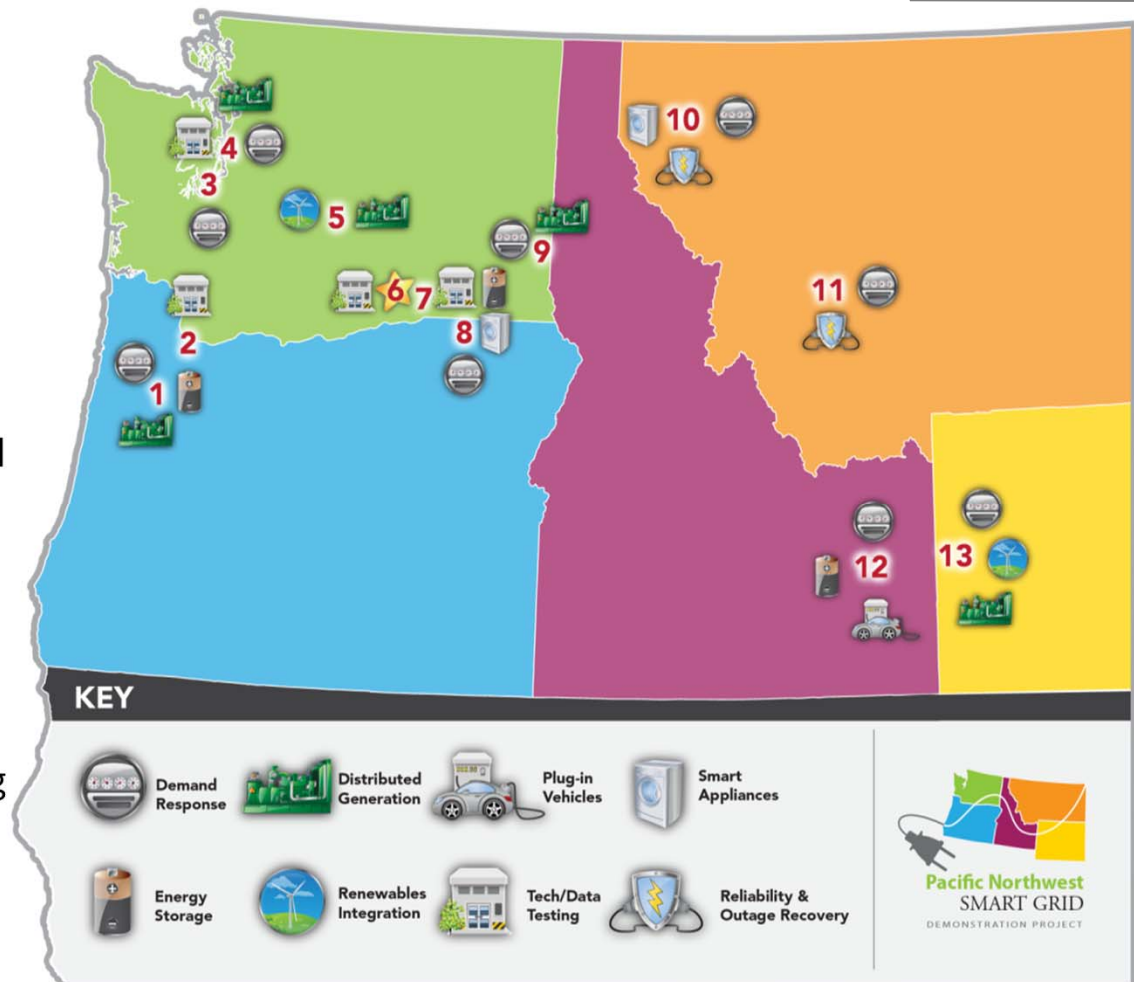 4
3
5
9
6
7
8
2
1
10
11
12
13
KEY
g
Demand
Response
Distributed
Generation
Plug-in
Vehicles
Smart
Appliances
Energy
Storage
Renewables
Integration
Tech/Data
Testing
Reliability &
Outage Recovery
Pacific Northwest
SMART GRID
DEMONSTRATION PROJECT